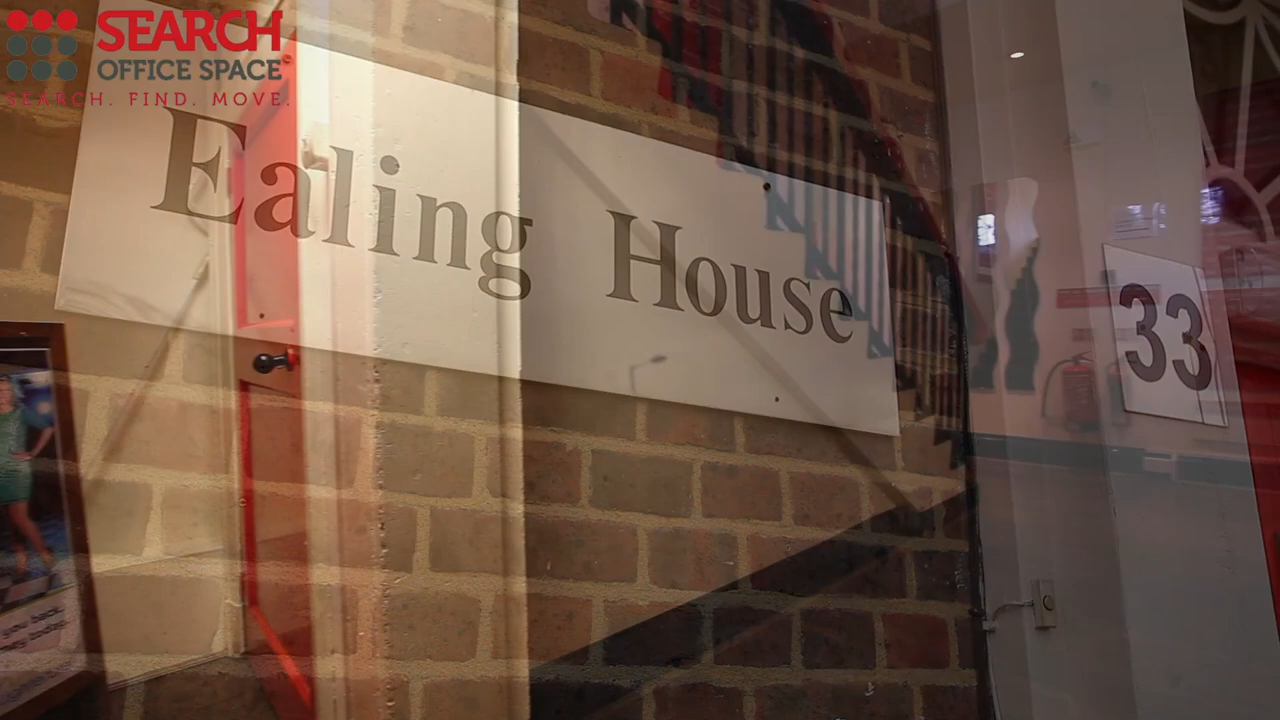 SEARCH
OFFICE SPACE
SEARCH. FIND. MOVE.
Ealing House
33